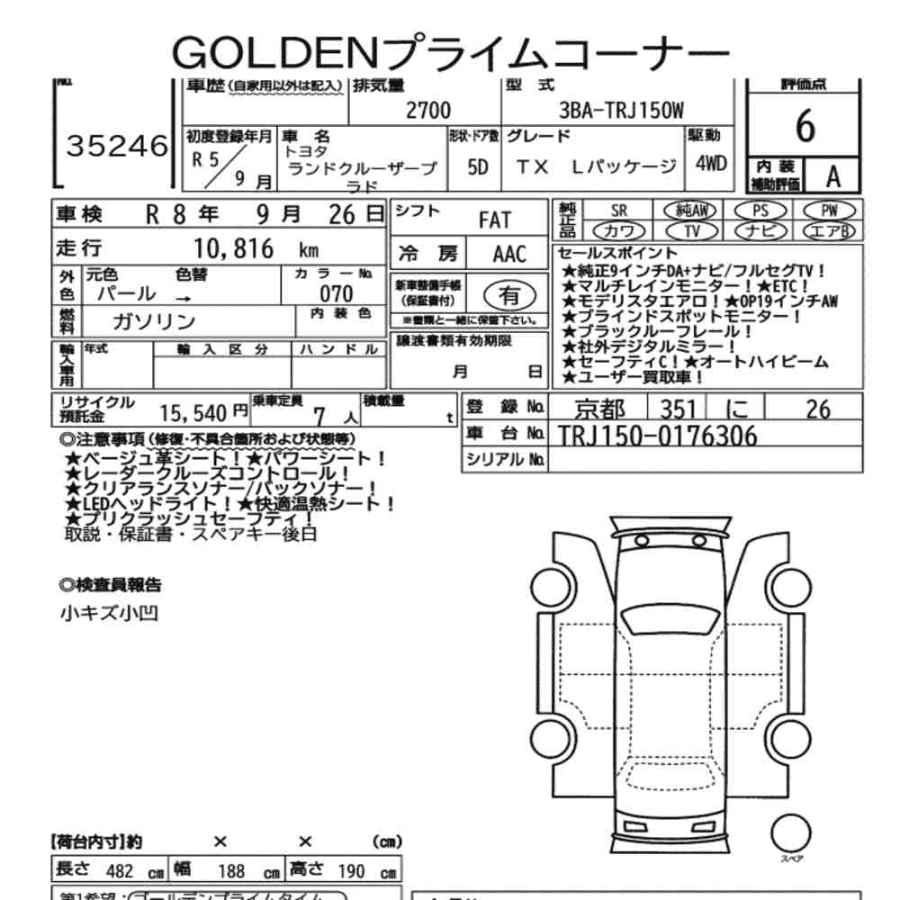 GOLDENプライムコーナー
No. 車歴(自家用以外は記入) 排気量 型式 評価点
35246 2700 3BA-TRJ150W 6
初度登録年月 車名 形状・ドア数 グレード 駆動
R5/9月 トヨタ ランドクルーザープラド 5D TX Lパッケージ 4WD 内装補助評価 A
車検 R8年 9月 26日 シフト FAT 純正品 SR 純AW PS PW
走行 10,816 km 冷房 AAC カワ TV ナビ エアB
外色 元色 色替 カラーNo. 新車整備手帳(保証書付) 有
パール → 070 ※書類と一緒に保管下さい。
燃料 ガソリン 内装色 譲渡書類有効期限
輸入車用 年式 輸入区分 ハンドル 月 日
セールスポイント
★純正9インチDA+ナビ/フルセグTV!
★マルチレインモニター!★ETC!
★モデリスタエアロ!★OP19インチAW
★ブラインドスポットモニター!
★ブラックルーフレール!
★社外デジタルミラー!
★セーフティC!★オートハイビーム
★ユーザー買取車!
リサイクル預託金 15,540円 乗車定員 7人 積載量 t
登録No. 京都 351 に 26
車台No. TRJ150-0176306
シリアルNo.
◎注意事項(修復・不具合箇所および状態等)
★ベージュ革シート!★パワーシート!
★レーダークルーズコントロール!
★クリアランスソナー/バックソナー!
★LEDヘッドライト!★快適温熱シート!
★プリクラッシュセーフティ!
取説・保証書・スペアキー後日
◎検査員報告
小キズ小凹
スペア
【荷台内寸】約 × × (cm)
長さ 482 cm 幅 188 cm 高さ 190 cm
第1希望:ゴールデンプライムタイム